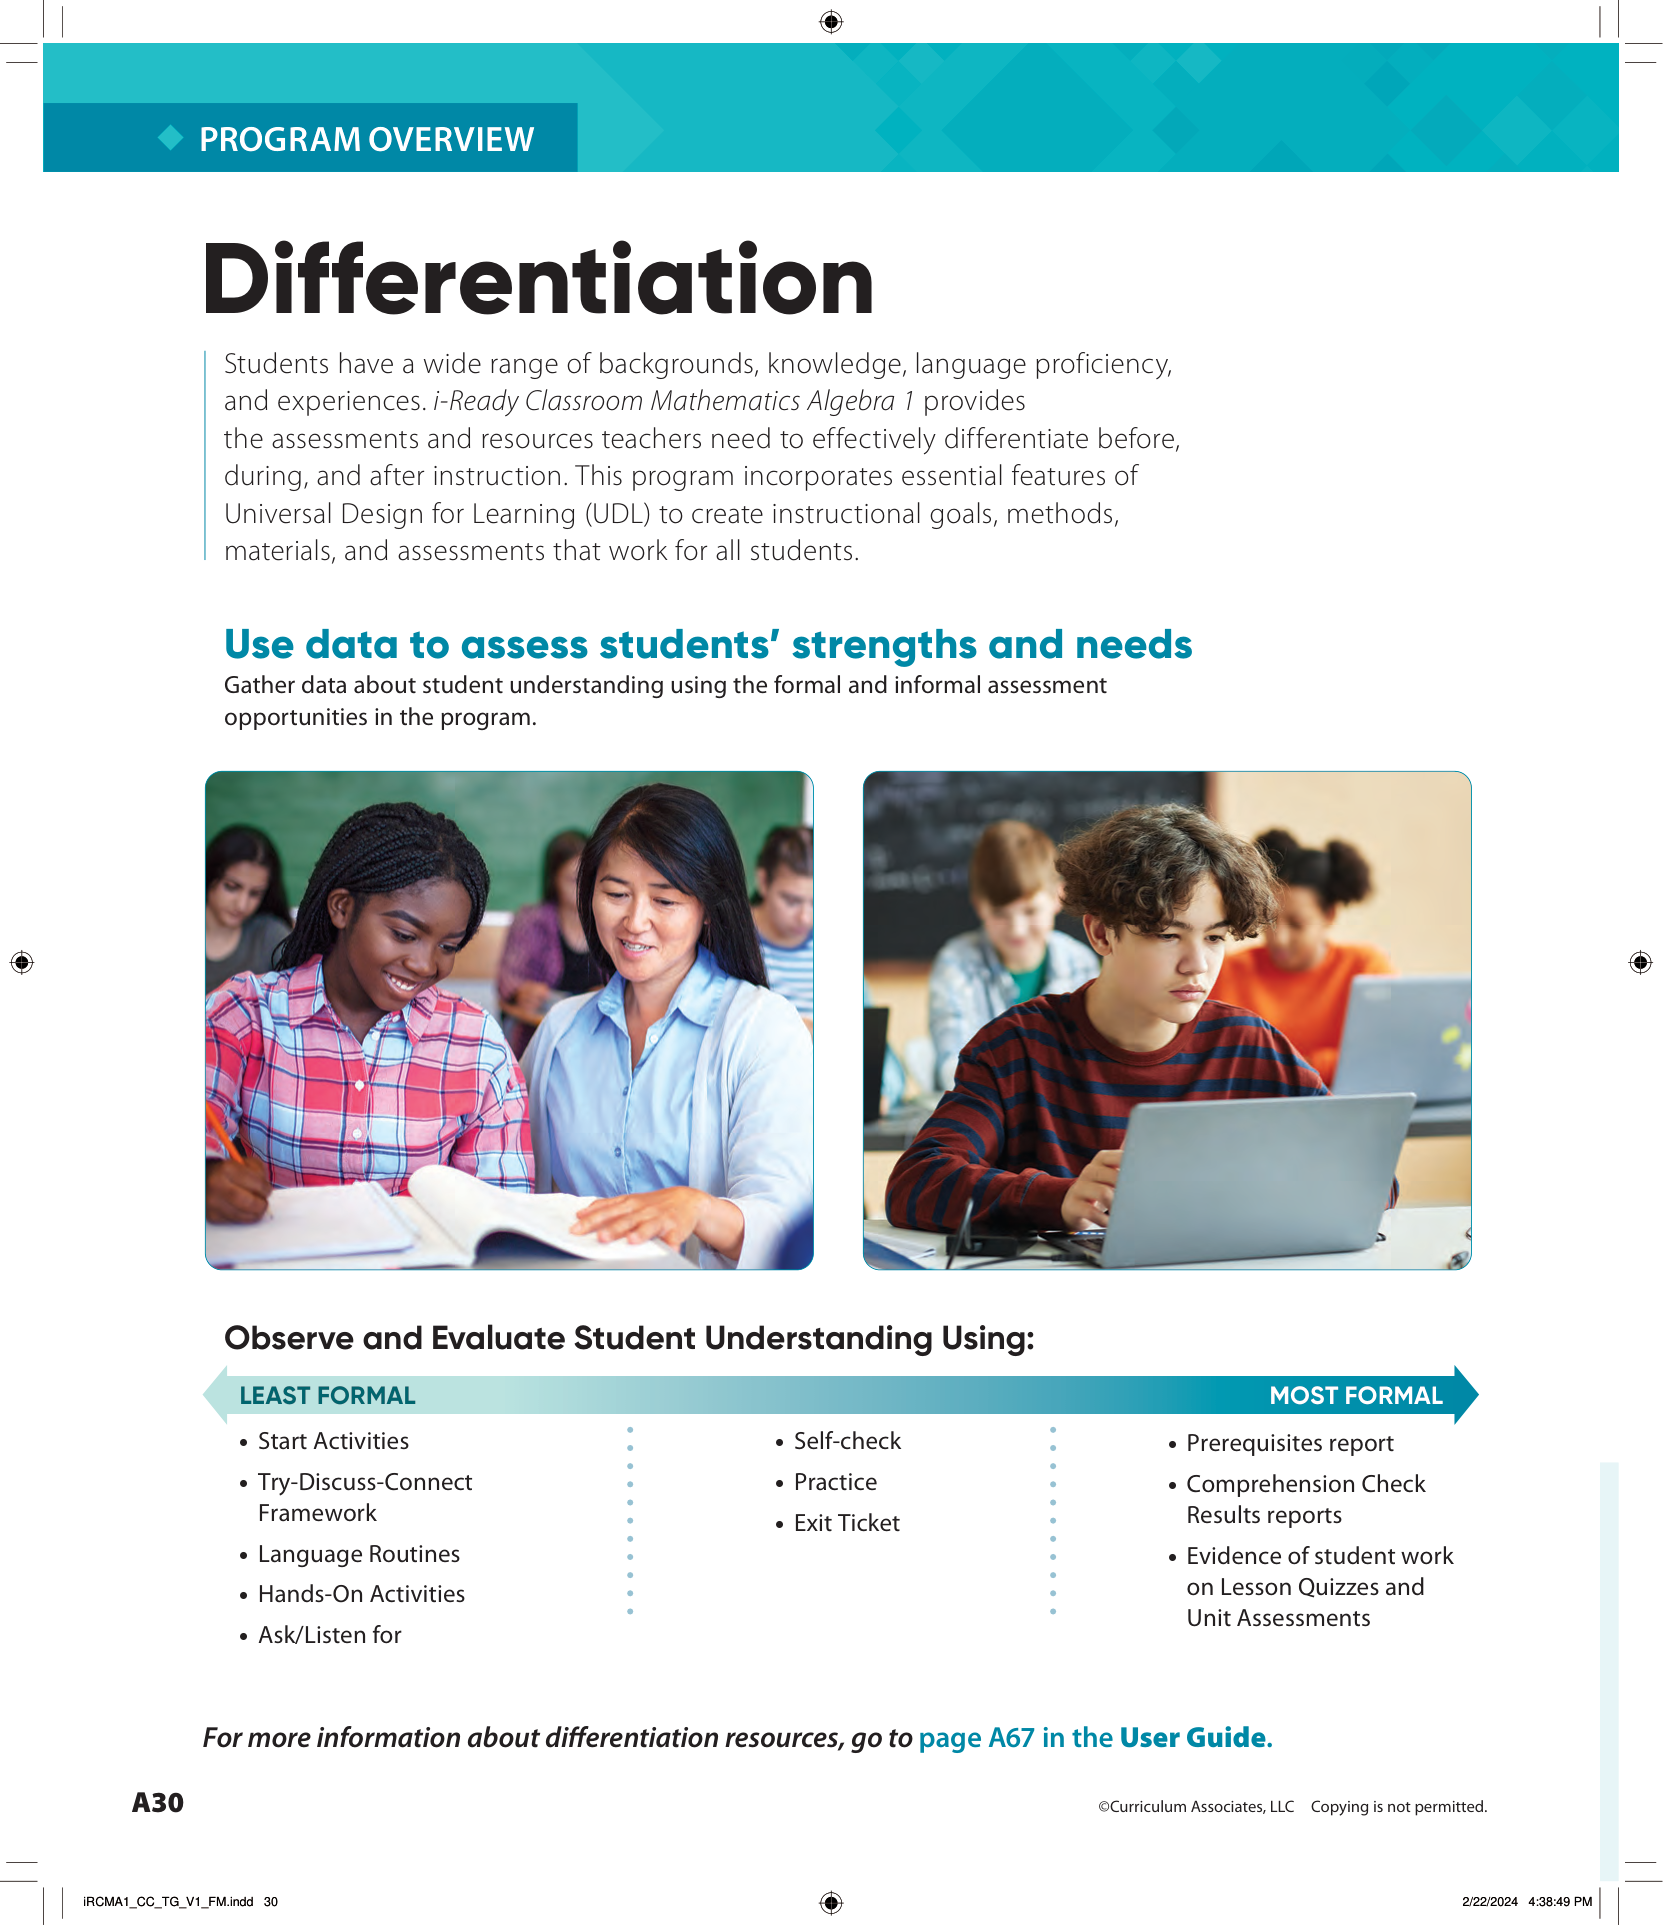 PROGRAM OVERVIEW
Differentiation
Students have a wide range of backgrounds, knowledge, language proficiency,
and experiences. i-Ready Classroom Mathematics Algebra 1 provides
the assessments and resources teachers need to effectively differentiate before,
during, and after instruction. This program incorporates essential features of
Universal Design for Learning (UDL) to create instructional goals, methods,
materials, and assessments that work for all students.
Use data to assess students’ strengths and needs
Gather data about student understanding using the formal and informal assessment
opportunities in the program.
Observe and Evaluate Student Understanding Using:
LEAST FORMAL
MOST FORMAL
• Start Activities
• Try-Discuss-Connect
Framework
• Language Routines
• Hands-On Activities
• Ask/Listen for
• Self-check
• Practice
• Exit Ticket
• Prerequisites report
• Comprehension Check
Results reports
• Evidence of student work
on Lesson Quizzes and
Unit Assessments
For more information about differentiation resources, go to page A67 in the User Guide.
A30
©Curriculum Associates, LLC Copying is not permitted.
iRCMA1_CC_TG_V1_FM.indd 30
2/22/2024 4:38:49 PM